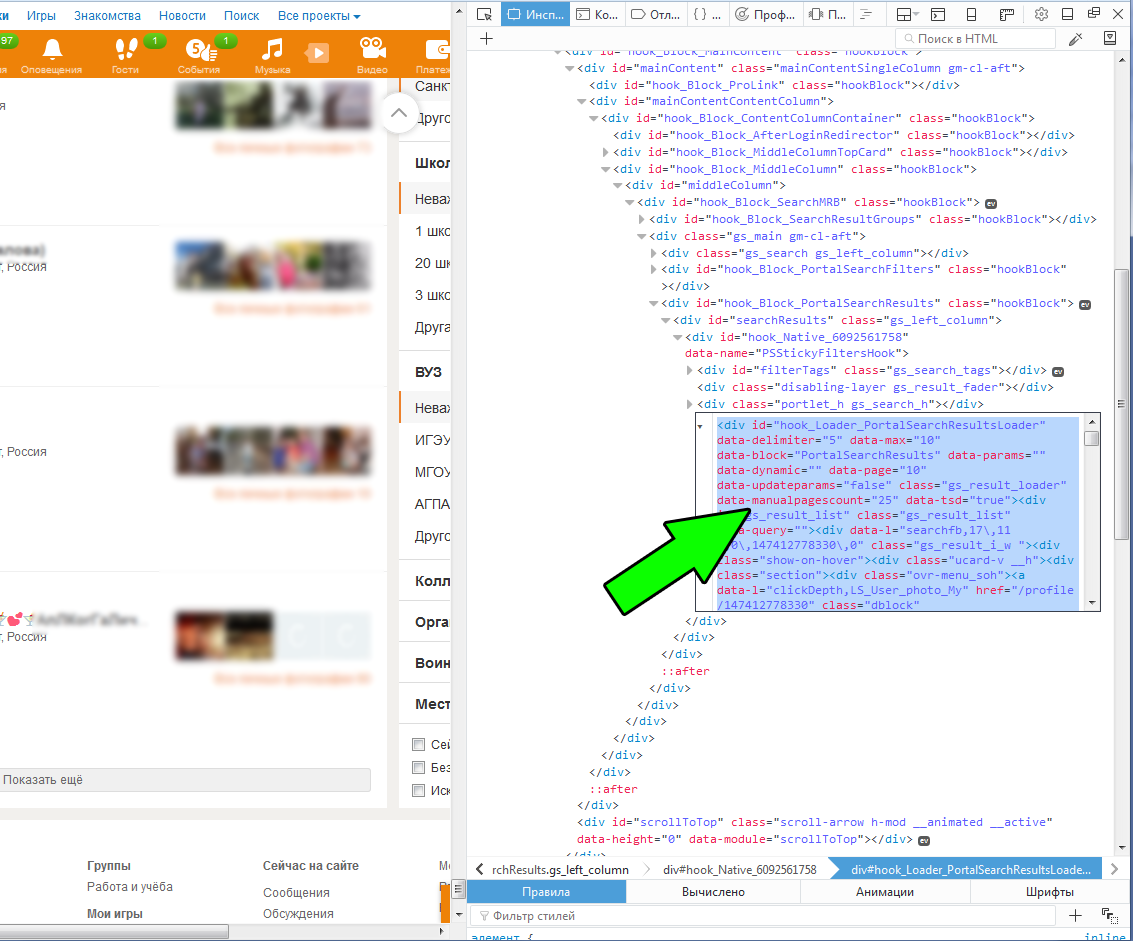 ки Игры Знакомства Новости Поиск Все проекты
97 1 1
5
Оповещения Гости События Музыка Видео Платеж
я
Санкт
Друго
Школ
Неваж
1 шко
20 шк
3 шко
Друга
г, Россия
ВУЗ
Неваж
ИГЭУ
МГОУ
АГПА
Друго
г, Россия
Колл
Орга
Воин
Мест
г, Россия
Сей
Без
Иск
Показать ещё
Группы
Работа и учёба
Мои игры
Сейчас на сайте
Сообщения
Обсуждения
Инсп... Ко... Отл... { } ... Проф... П...
+ Поиск в HTML
<div id="hook_Block_MainContent" class="hookBlock">
<div id="mainContent" class="mainContentSingleColumn gm-cl-aft">
<div id="hook_Block_ProLink" class="hookBlock"></div>
<div id="mainContentContentColumn">
<div id="hook_Block_ContentColumnContainer" class="hookBlock">
<div id="hook_Block_AfterLoginRedirector" class="hookBlock"></div>
<div id="hook_Block_MiddleColumnTopCard" class="hookBlock"></div>
<div id="hook_Block_MiddleColumn" class="hookBlock">
<div id="middleColumn">
<div id="hook_Block_SearchMRB" class="hookBlock"> ev
<div id="hook_Block_SearchResultGroups" class="hookBlock"></div>
<div class="gs_main gm-cl-aft">
<div class="gs_search gs_left_column"></div>
<div id="hook_Block_PortalSearchFilters" class="hookBlock"
></div>
<div id="hook_Block_PortalSearchResults" class="hookBlock"> ev
<div id="searchResults" class="gs_left_column">
<div id="hook_Native_6092561758"
data-name="PSStickyFiltersHook">
<div id="filterTags" class="gs_search_tags"></div> ev
<div class="disabling-layer gs_result_fader"></div>
<div class="portlet_h gs_search_h"></div>
<div id="hook_Loader_PortalSearchResultsLoader"
data-delimiter="5" data-max="10"
data-block="PortalSearchResults" data-params=""
data-dynamic="" data-page="10"
data-updateparams="false" class="gs_result_loader"
data-manualpagescount="25" data-tsd="true"><div
gs_result_list" class="gs_result_list"
data-query=""><div data-l="searchfb,17\,11
0\,147412778330\,0" class="gs_result_i_w "><div
class="show-on-hover"><div class="ucard-v __h"><div
class="section"><div class="ovr-menu_soh"><a
data-l="clickDepth,LS_User_photo_My" href="/profile
/147412778330" class="dblock"
</div>
</div>
</div>
::after
</div>
</div>
</div>
</div>
</div>
</div>
::after
</div>
<div id="scrollToTop" class="scroll-arrow h-mod __animated __active"
data-height="0" data-module="scrollToTop"></div> ev
</div>
rchResults.gs_left_column div#hook_Native_6092561758 div#hook_Loader_PortalSearchResultsLoade...
Правила Вычислено Анимации Шрифты
Фильтр стилей +
элемент { inline